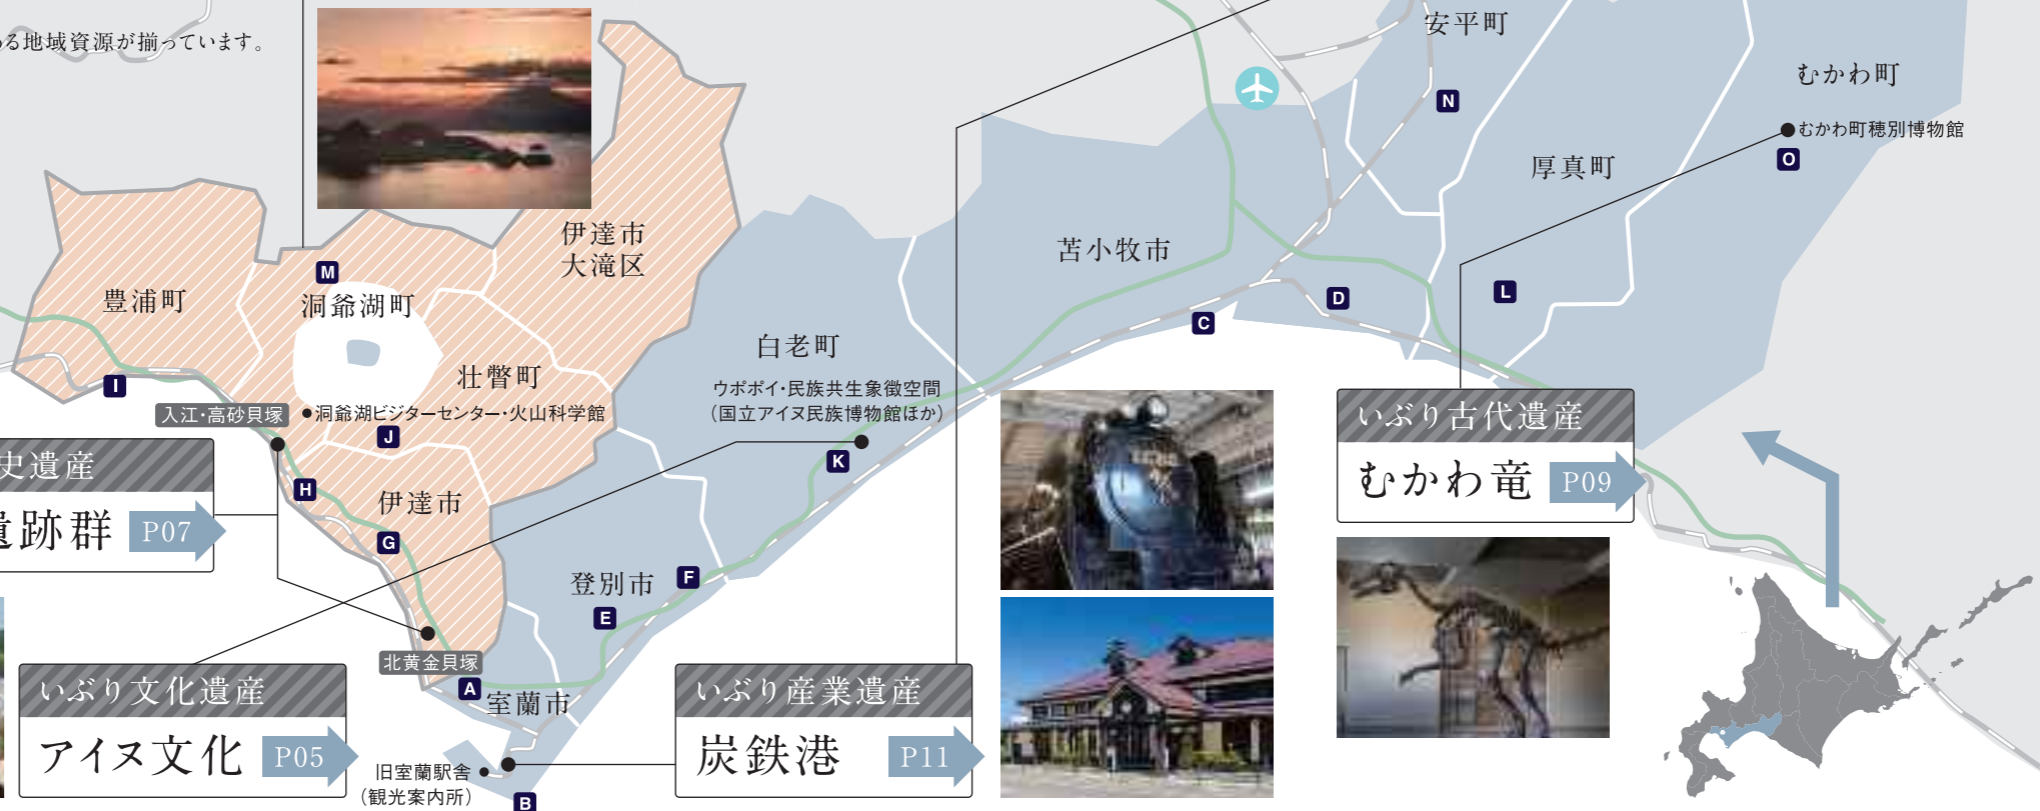 る地域資源が揃っています。
安平町
むかわ町
N
むかわ町穂別博物館
O
厚真町
伊達市
大滝区
苫小牧市
M
豊浦町
洞爺湖町
L
D
C
白老町
壮瞥町
I
ウポポイ・民族共生象徴空間
（国立アイヌ民族博物館ほか）
入江・高砂貝塚
洞爺湖ビジターセンター・火山科学館
J
K
いぶり古代遺産
むかわ竜
P09
史遺産
遺跡群
P07
H
伊達市
G
登別市
F
E
北黄金貝塚
A
室蘭市
いぶり文化遺産
アイヌ文化
P05
いぶり産業遺産
炭鉄港
P11
旧室蘭駅舎
（観光案内所）
B